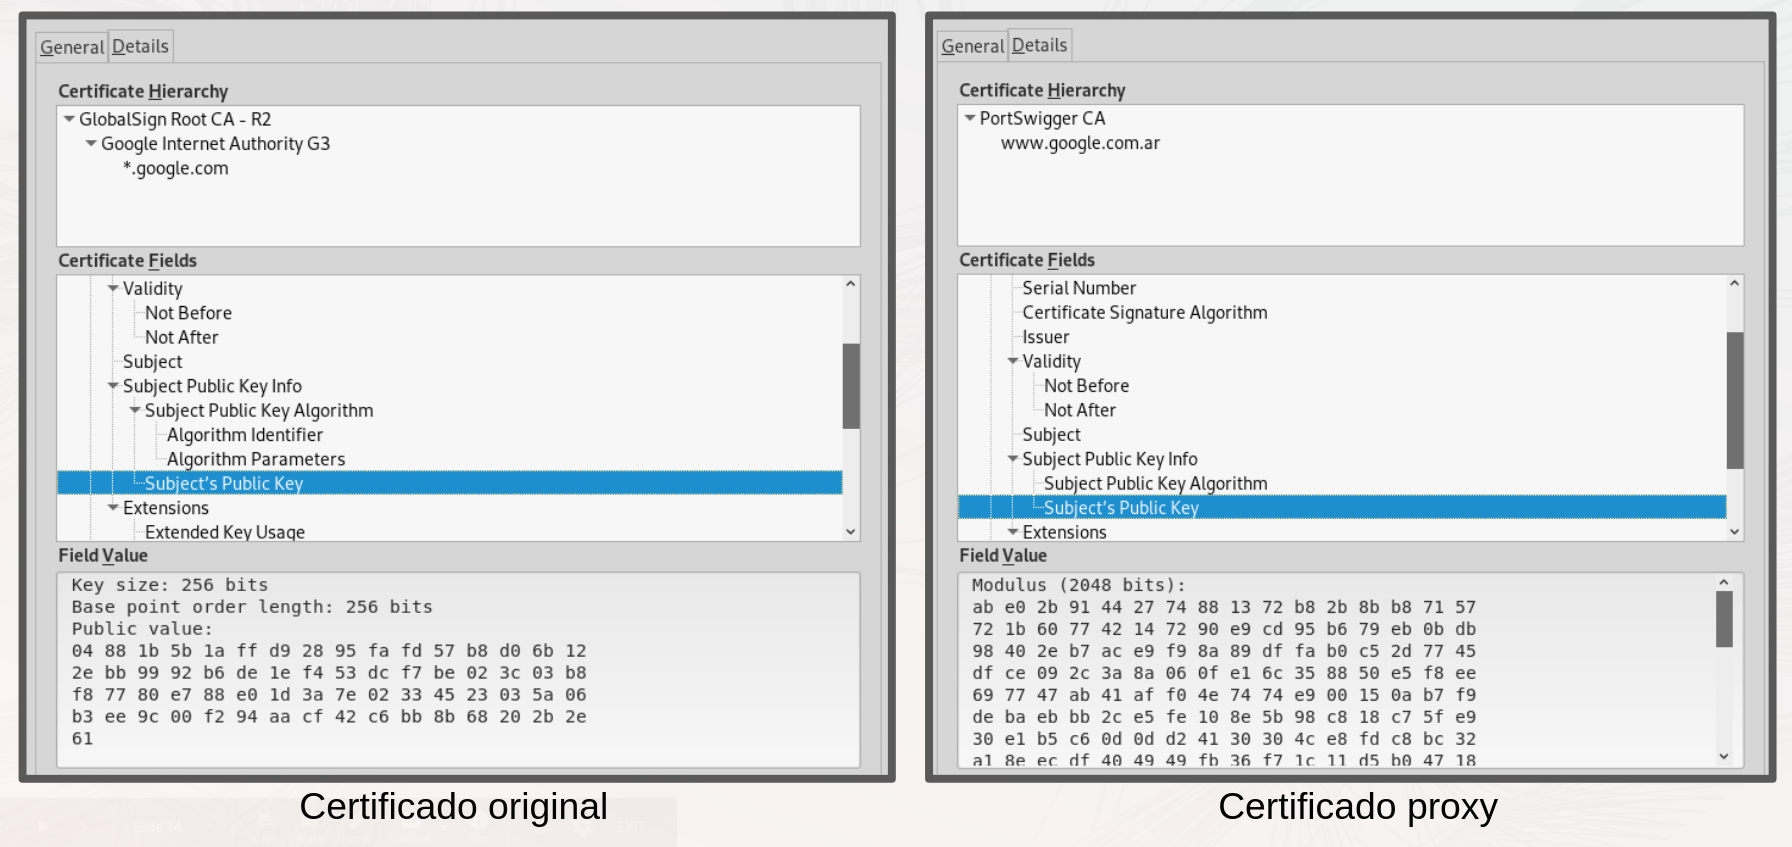 General Details
Certificate Hierarchy
GlobalSign Root CA - R2
Google Internet Authority G3
*.google.com
Certificate Fields
Validity
Not Before
Not After
Subject
Subject Public Key Info
Subject Public Key Algorithm
Algorithm Identifier
Algorithm Parameters
Subject's Public Key
Extensions
Extended Key Usage
Field Value
Key size: 256 bits
Base point order length: 256 bits
Public value:
04 88 1b 5b 1a ff d9 28 95 fa fd 57 b8 d0 6b 12
2e bb 99 92 b6 de 1e f4 53 dc f7 be 02 3c 03 b8
f8 77 80 e7 88 e0 1d 3a 7e 02 33 45 23 03 5a 06
b3 ee 9c 00 f2 94 aa cf 42 c6 bb 8b 68 20 2b 2e
61
Certificado original
General Details
Certificate Hierarchy
PortSwigger CA
www.google.com.ar
Certificate Fields
Serial Number
Certificate Signature Algorithm
Issuer
Validity
Not Before
Not After
Subject
Subject Public Key Info
Subject Public Key Algorithm
Subject's Public Key
Extensions
Field Value
Modulus (2048 bits):
ab e0 2b 91 44 27 74 88 13 72 b8 2b 8b b8 71 57
72 1b 60 77 42 14 72 90 e9 cd 95 b6 79 eb 0b db
98 40 2e b7 ac e9 f9 8a 89 df fa b0 c5 2d 77 45
df ce 09 2c 3a 8a 06 0f e1 6c 35 88 50 e5 f8 ee
69 77 47 ab 41 af f0 4e 74 74 e9 00 15 0a b7 f9
de ba eb bb 2c e5 fe 10 8e 5b 98 c8 18 c7 5f e9
30 e1 b5 c6 0d 0d d2 41 30 30 4c e8 fd c8 bc 32
a1 8e ec df 40 49 49 fb 36 f7 1c 11 d5 b0 47 18
Certificado proxy